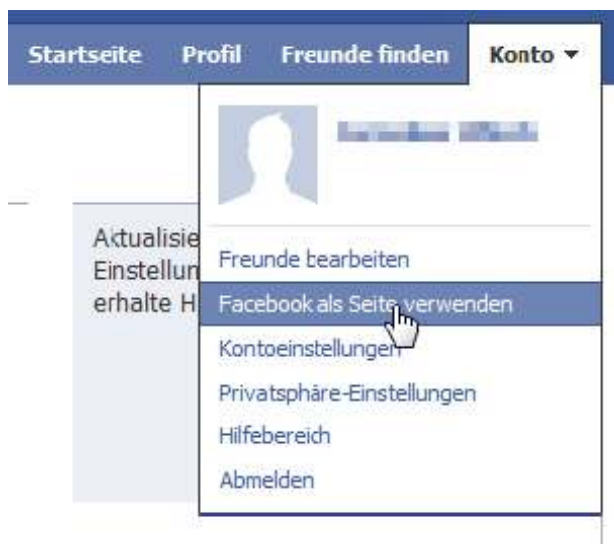 Startseite Profil Freunde finden Konto
Aktualisie
Einstellun
erhalte H
Freunde bearbeiten
Facebook als Seite verwenden
Kontoeinstellungen
Privatsphäre-Einstellungen
Hilfebereich
Abmelden